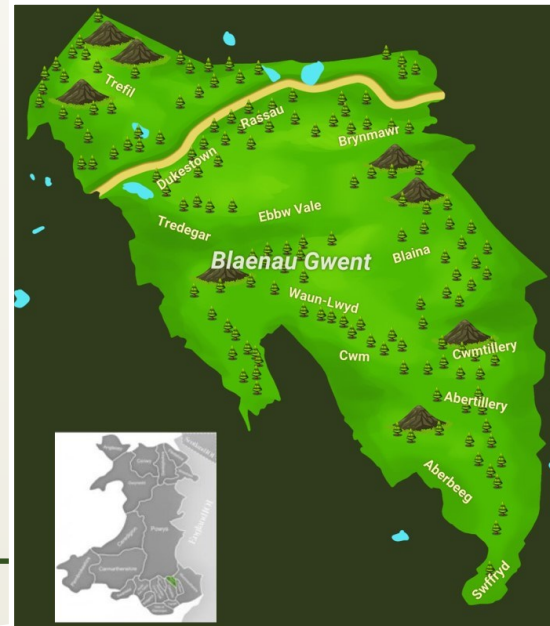 Trefil
Rassau
Brynmawr
Dukestown
Ebbw Vale
Tredegar
Blaenau Gwent
Blaina
Waun-Lwyd
Cwm
Cwmtillery
Abertillery
Aberbeeg
Swffryd
Powys
Carmarthenshire